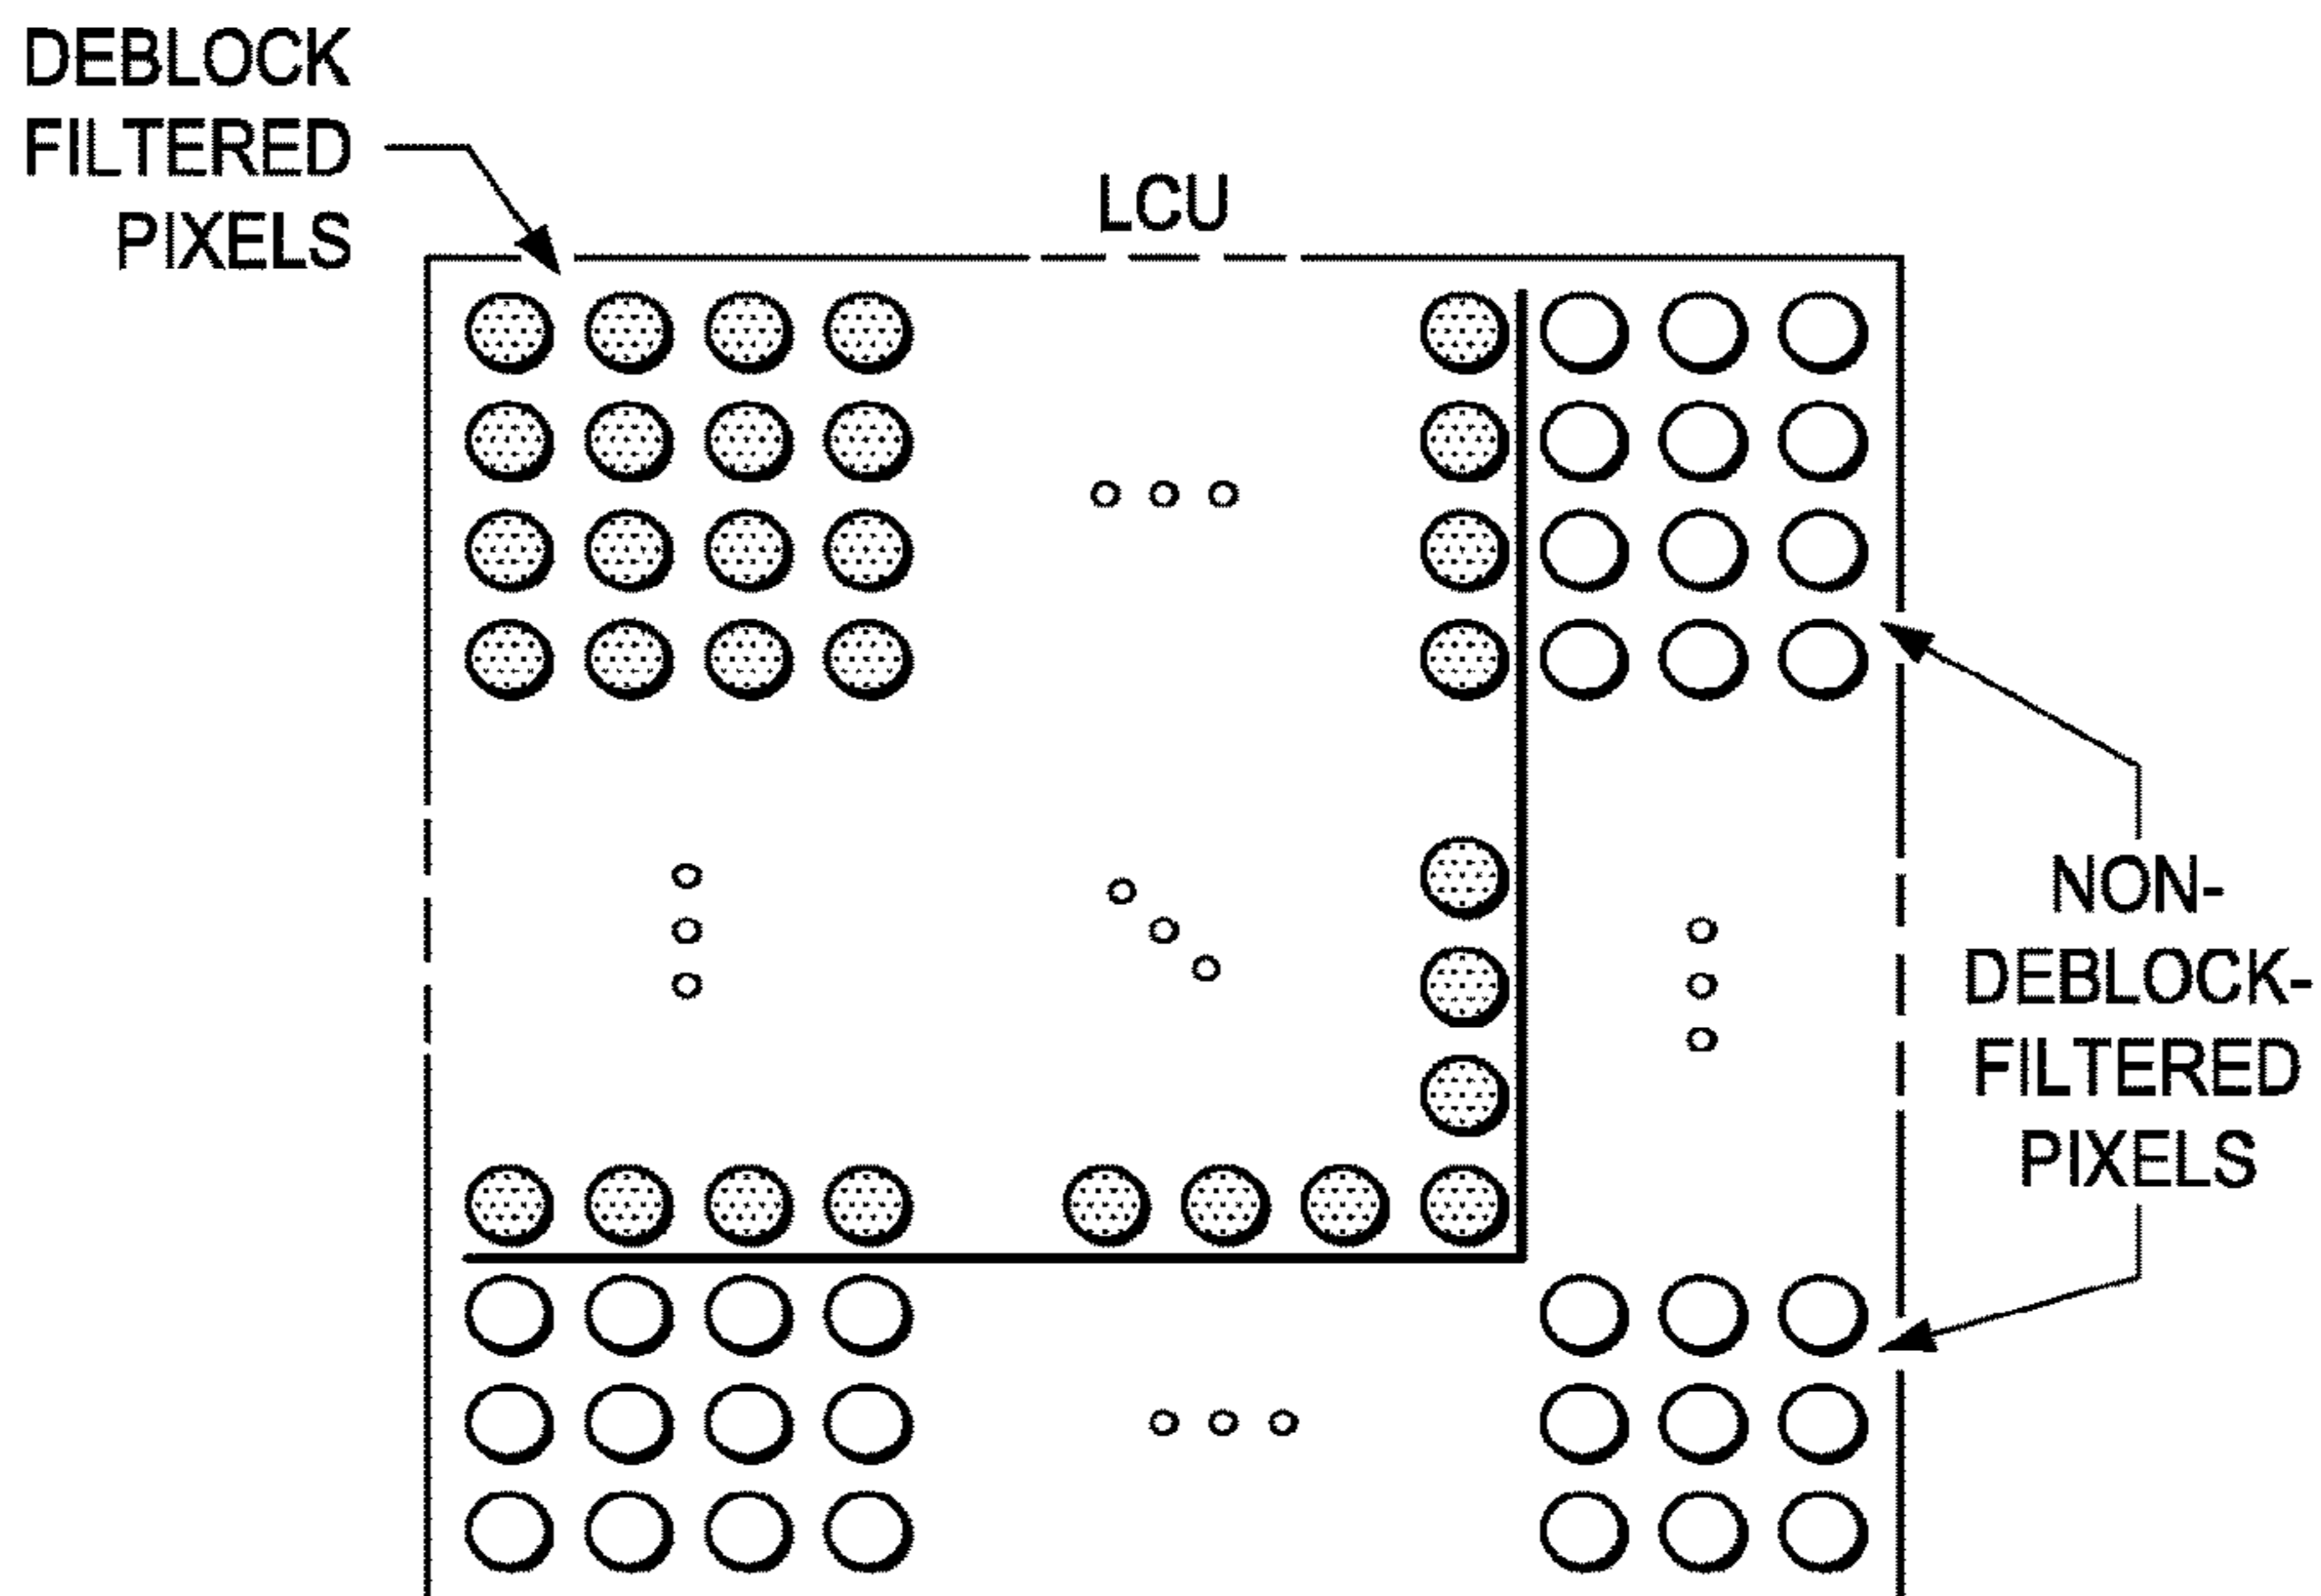 DEBLOCK
FILTERED
PIXELS
LCU
NON-
DEBLOCK-
FILTERED
PIXELS